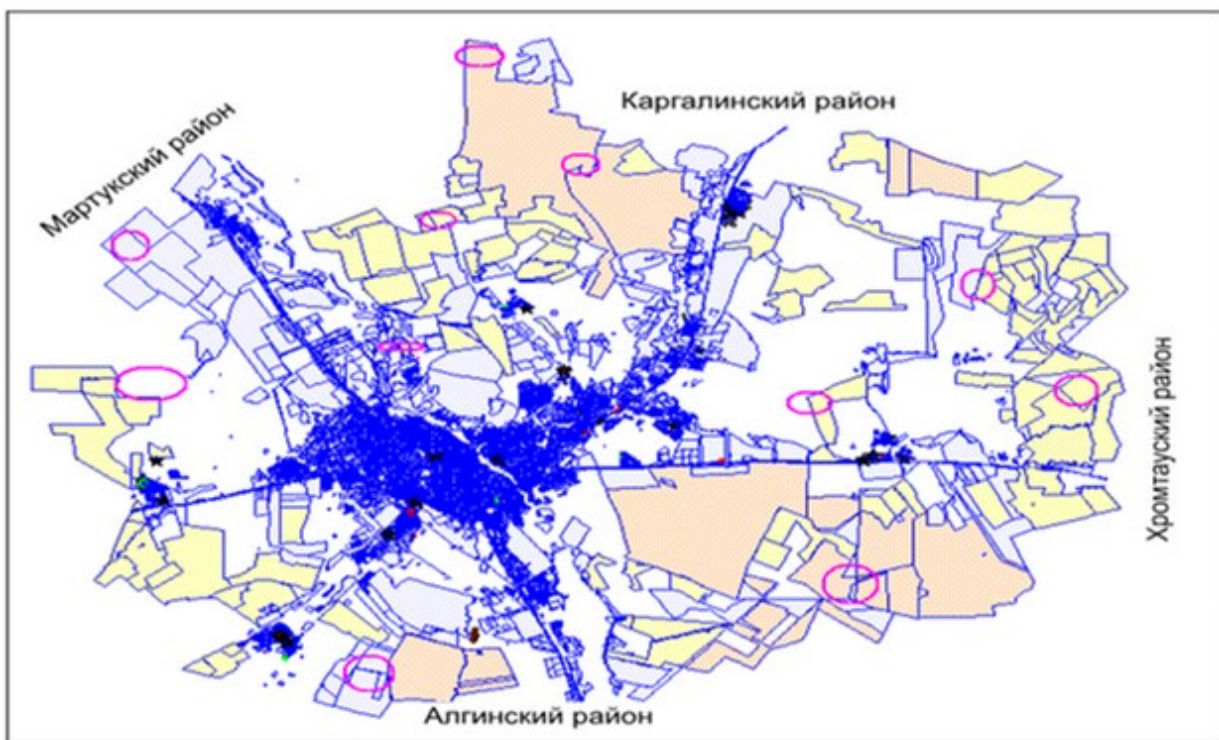 Каргалинский район
Мартукский район
Хромтауский район
Алгинский район